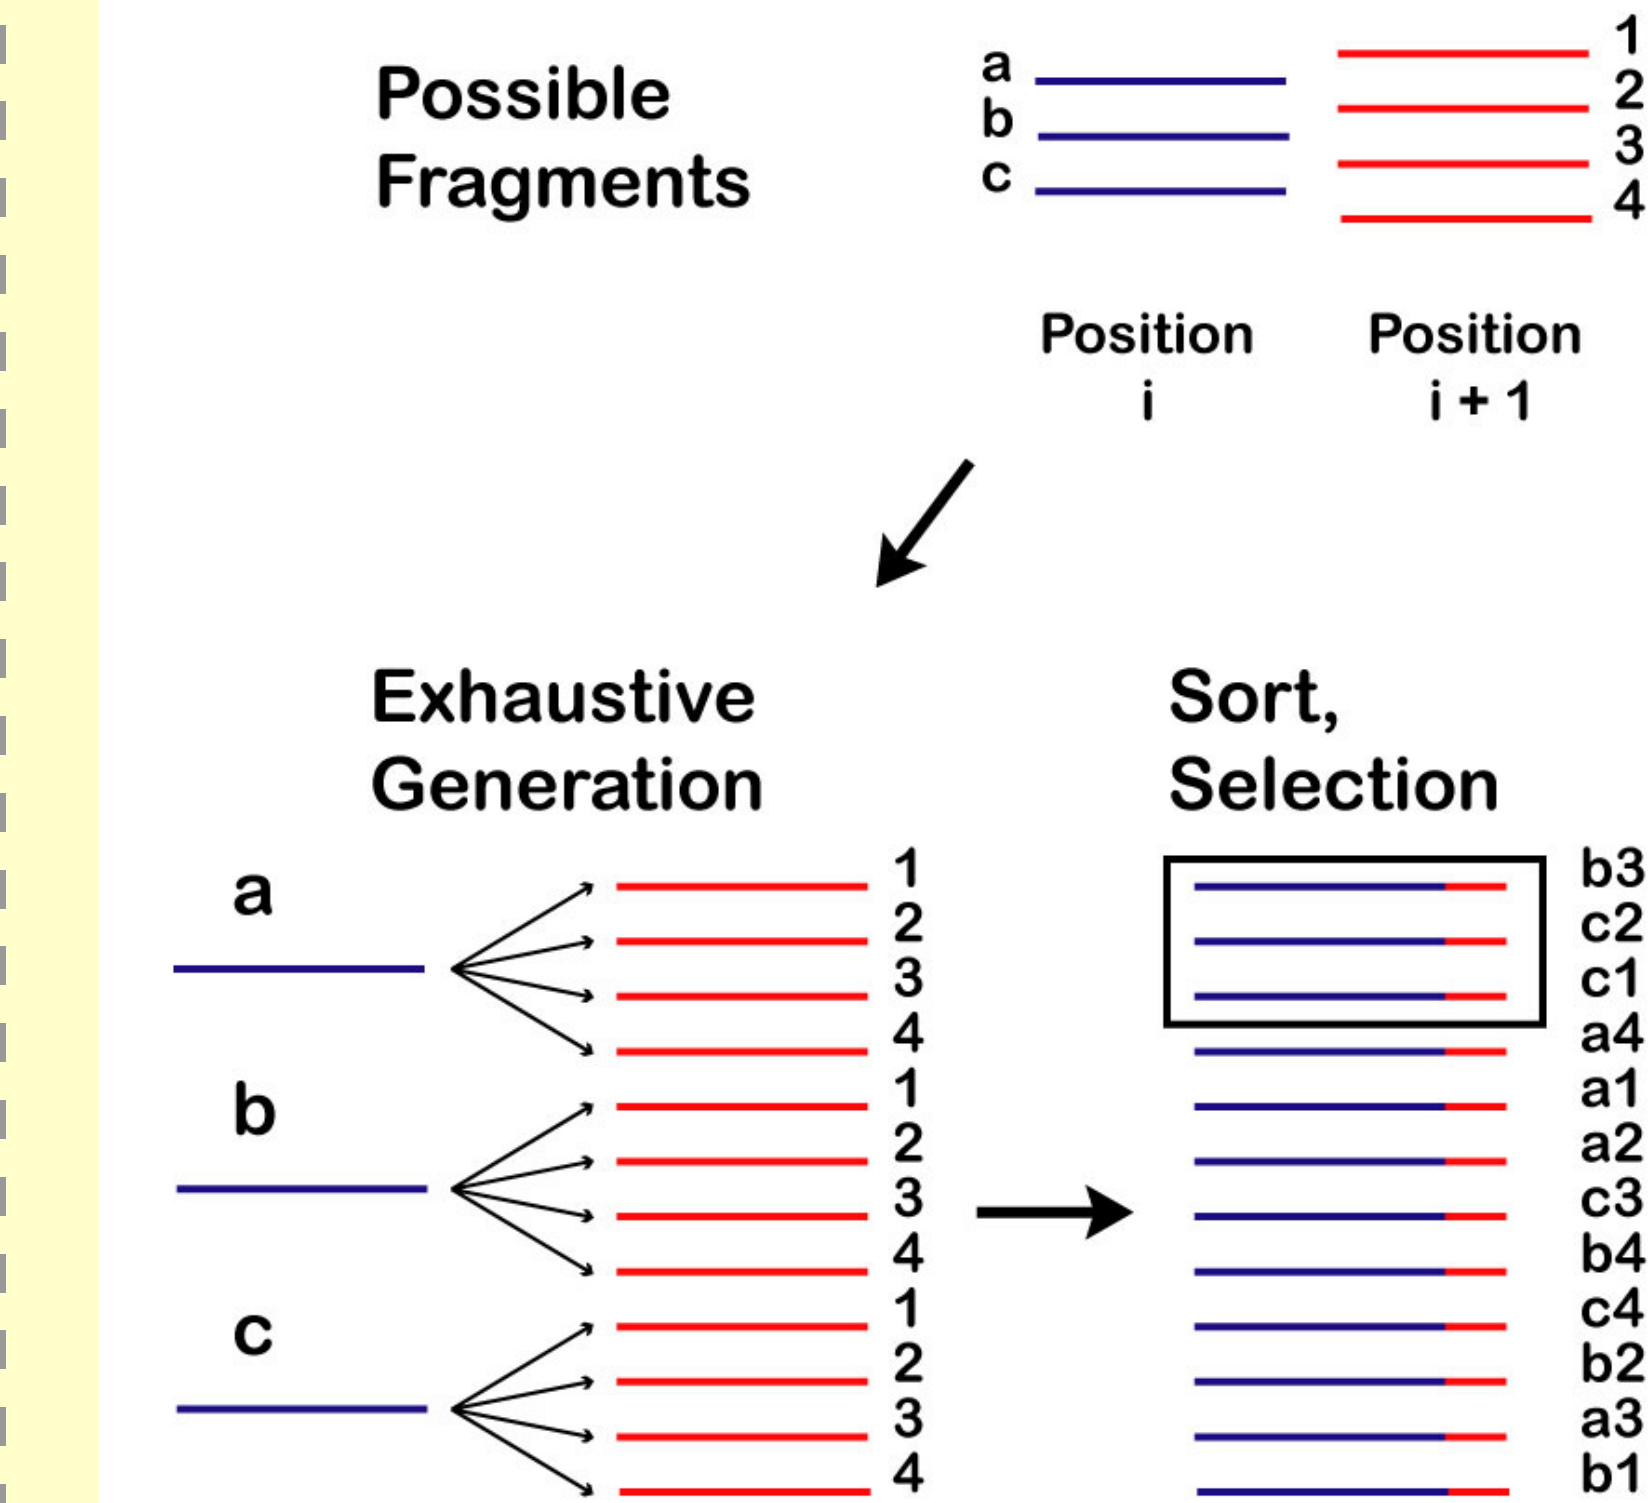 Possible
Fragments
a
b
c
1
2
3
4
Position
i
Position
i + 1
Exhaustive
Generation
a
1
2
3
4
b
1
2
3
4
c
1
2
3
4
Sort,
Selection
b3
c2
c1
a4
a1
a2
c3
b4
c4
b2
a3
b1